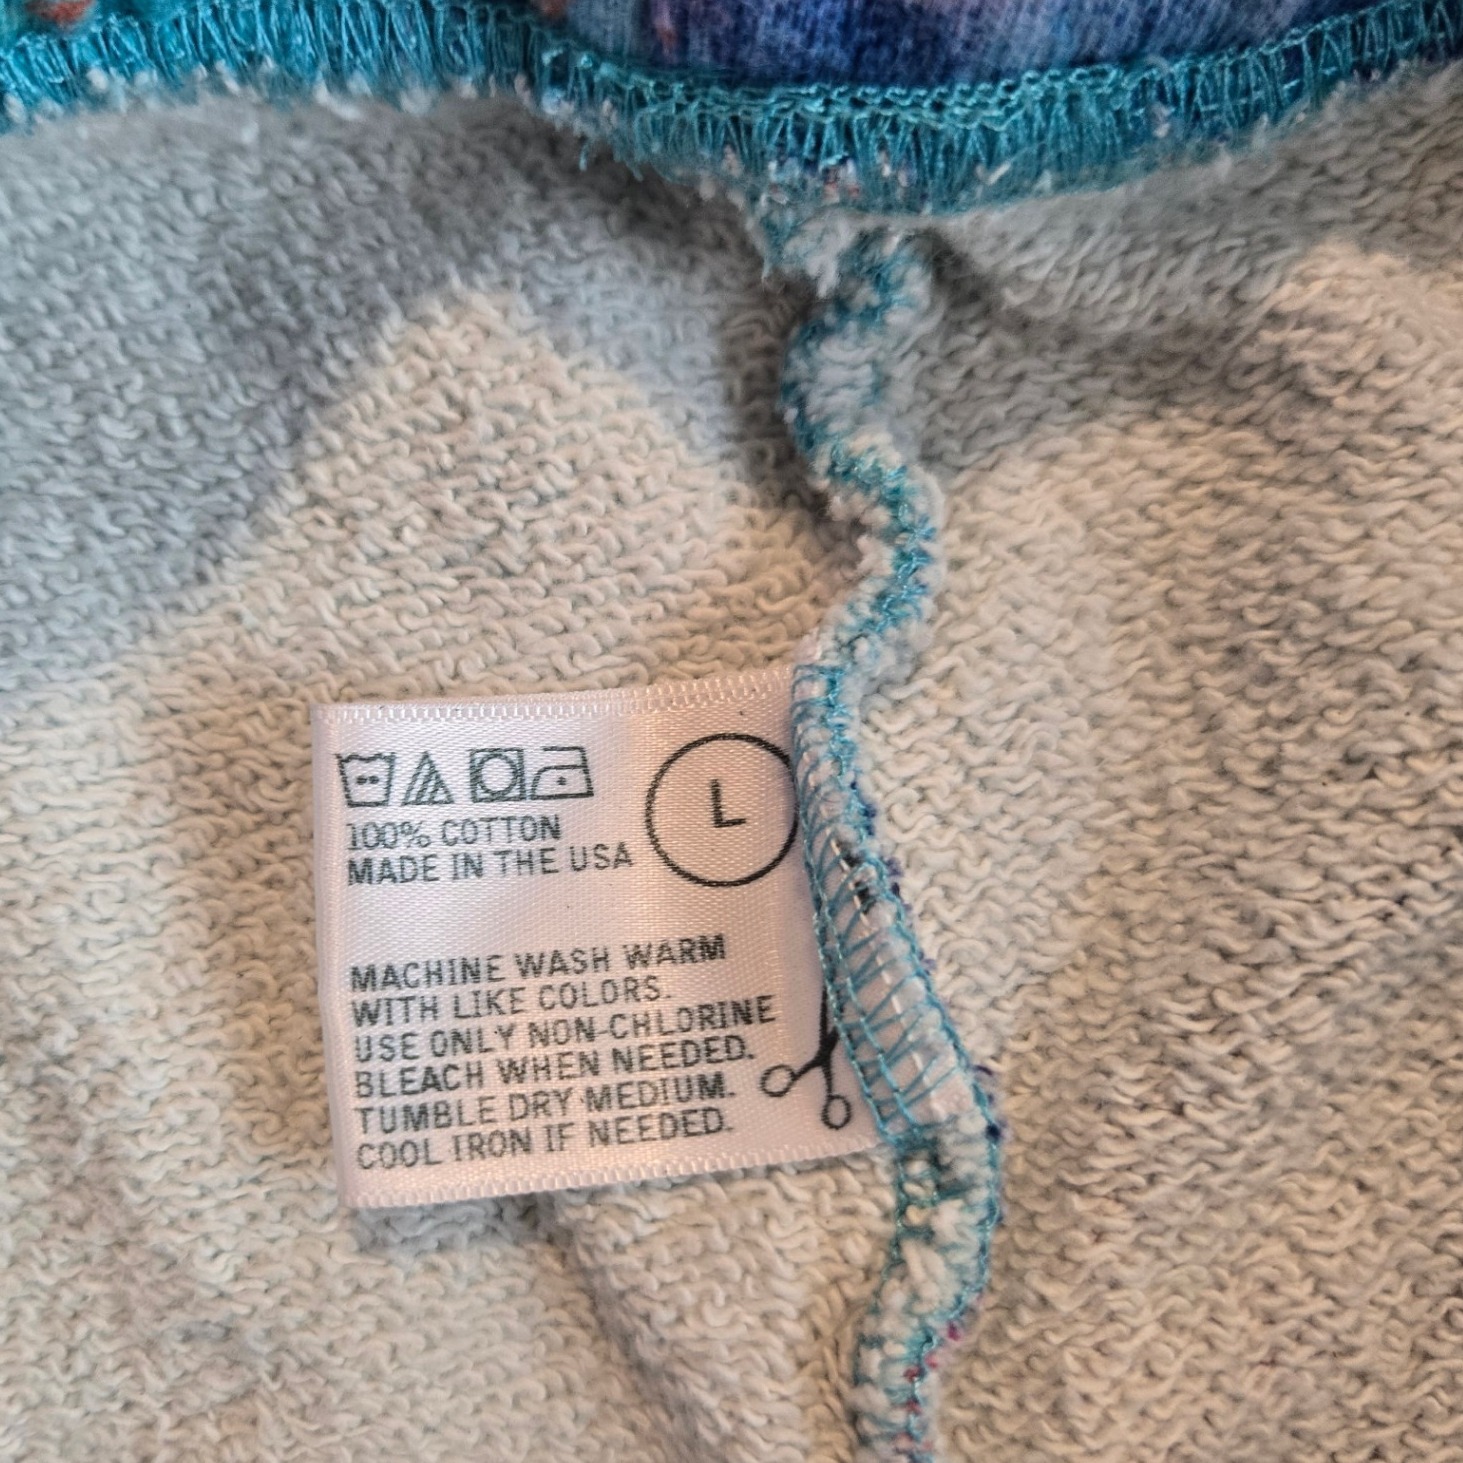 L
100% COTTON
MADE IN THE USA
MACHINE WASH WARM
WITH LIKE COLORS.
USE ONLY NON-CHLORINE
BLEACH WHEN NEEDED.
TUMBLE DRY MEDIUM.
COOL IRON IF NEEDED.